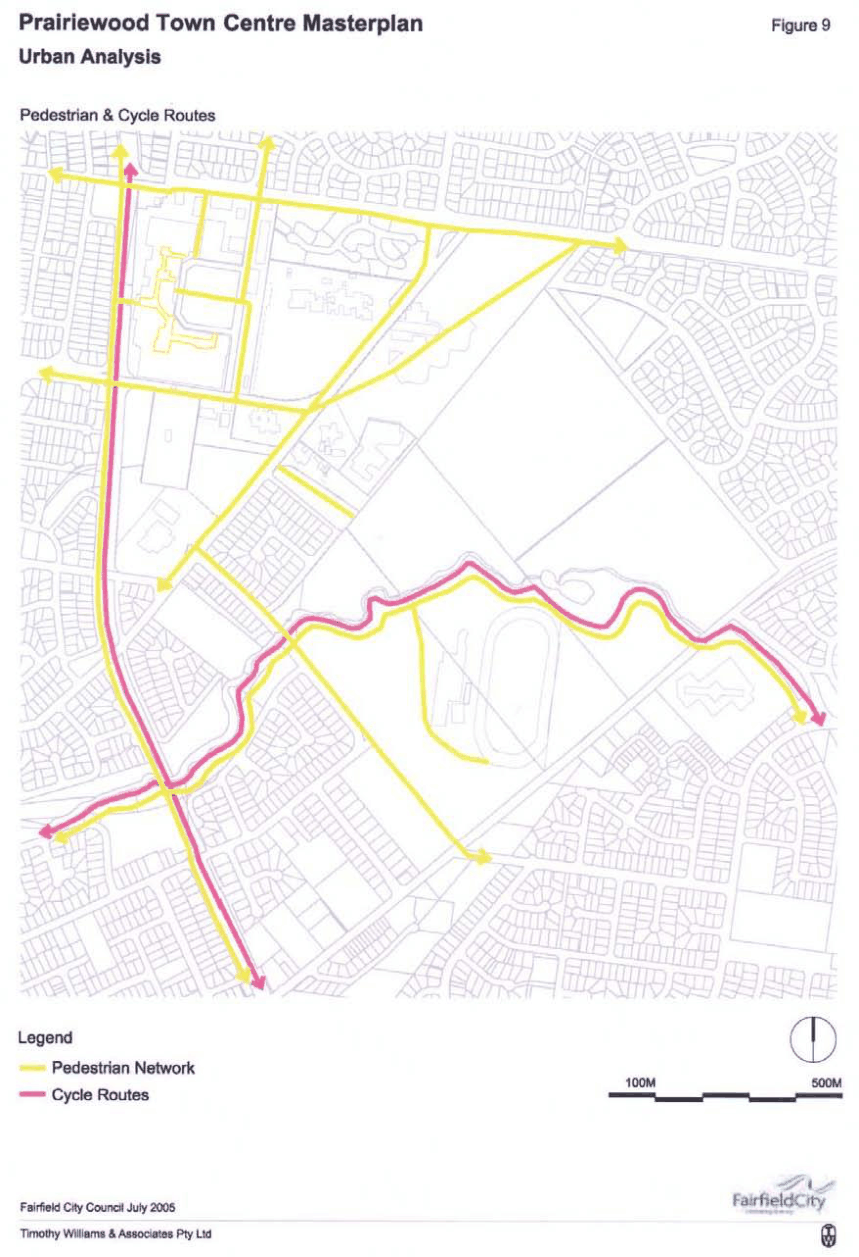 Prairiewood Town Centre Masterplan
Figure 9
Urban Analysis
Pedestrian & Cycle Routes
Legend
Pedestrian Network
Cycle Routes
100M
500M
Fairfield City Council July 2005
FairfieldCity
Timothy Williams & Associates Pty Ltd